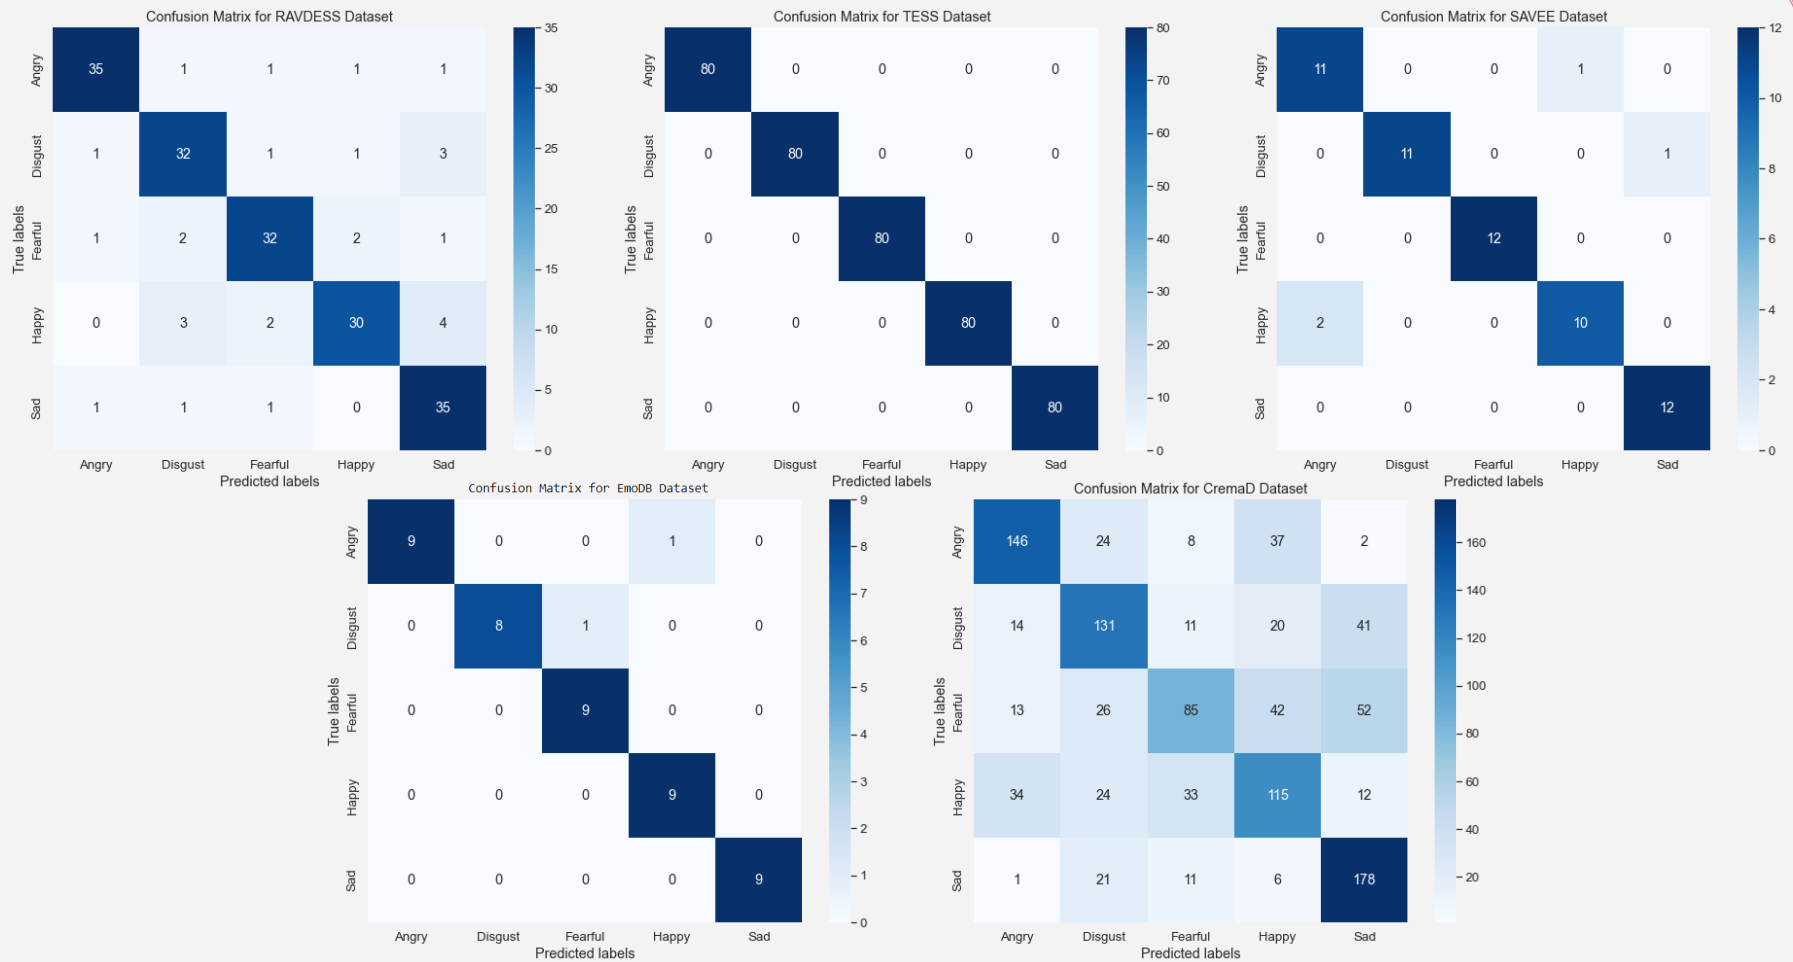 Confusion Matrix for RAVDESS Dataset
True labels
Angry 35 1 1 1 1
Disgust 1 32 1 1 3
Fearful 1 2 32 2 1
Happy 0 3 2 30 4
Sad 1 1 1 0 35
Angry Disgust Fearful Happy Sad
Predicted labels
35
30
25
20
15
10
5
0
Confusion Matrix for TESS Dataset
True labels
Angry 80 0 0 0 0
Disgust 0 80 0 0 0
Fearful 0 0 80 0 0
Happy 0 0 0 80 0
Sad 0 0 0 0 80
Angry Disgust Fearful Happy Sad
Predicted labels
80
70
60
50
40
30
20
10
0
Confusion Matrix for SAVEE Dataset
True labels
Angry 11 0 0 1 0
Disgust 0 11 0 0 1
Fearful 0 0 12 0 0
Happy 2 0 0 10 0
Sad 0 0 0 0 12
Angry Disgust Fearful Happy Sad
Predicted labels
12
10
8
6
4
2
0
Confusion Matrix for EmoDB Dataset
True labels
Angry 9 0 0 1 0
Disgust 0 8 1 0 0
Fearful 0 0 9 0 0
Happy 0 0 0 9 0
Sad 0 0 0 0 9
Angry Disgust Fearful Happy Sad
Predicted labels
9
8
7
6
5
4
3
2
1
0
Confusion Matrix for CremaD Dataset
True labels
Angry 146 24 8 37 2
Disgust 14 131 11 20 41
Fearful 13 26 85 42 52
Happy 34 24 33 115 12
Sad 1 21 11 6 178
Angry Disgust Fearful Happy Sad
Predicted labels
160
140
120
100
80
60
40
20